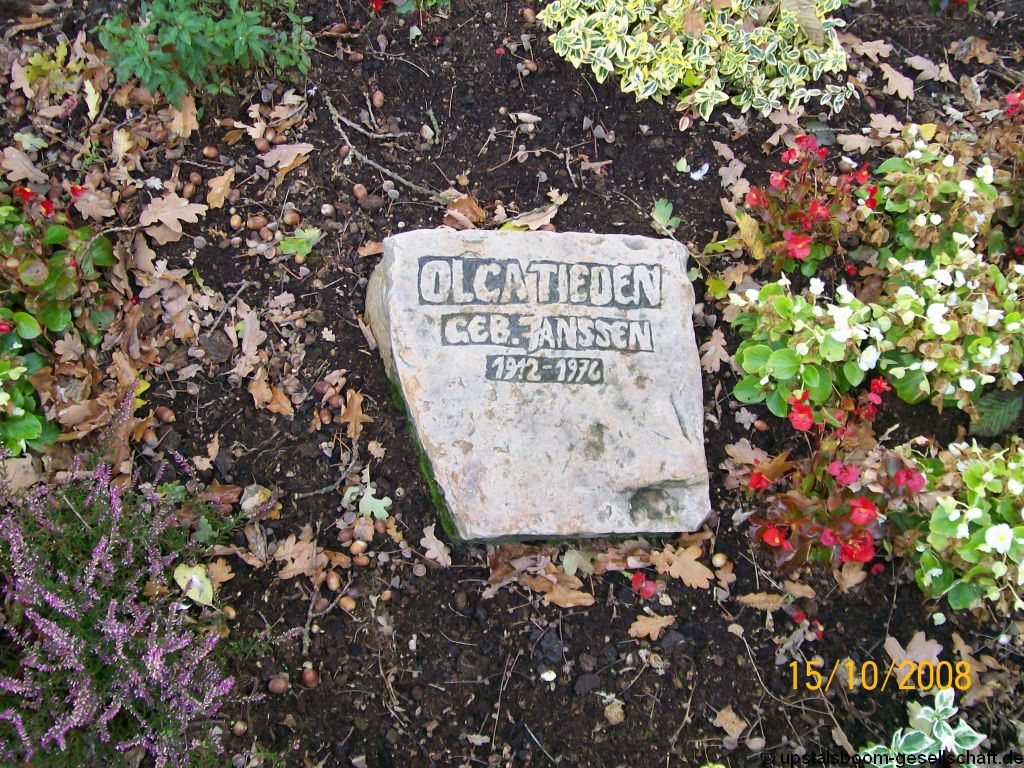 OLGA TIEDEN
GEB. JANSSEN
1912-1976
15/10/2008
© upstalsboom-gesellschaft.de